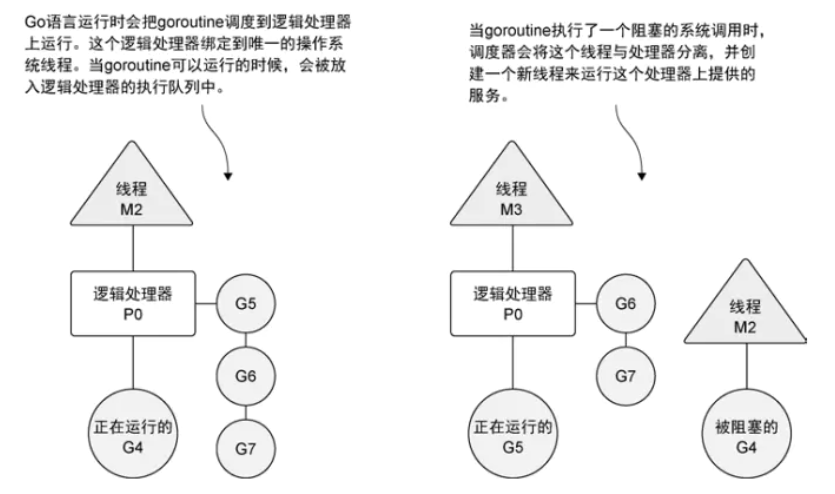 Go语言运行时会把goroutine调度到逻辑处理器
上运行。这个逻辑处理器绑定到唯一的操作系
统线程。当goroutine可以运行的时候，会被放
入逻辑处理器的执行队列中。
线程
M2
逻辑处理器
P0
G5
G6
G7
正在运行的
G4
当goroutine执行了一个阻塞的系统调用时，
调度器会将这个线程与处理器分离，并创
建一个新线程来运行这个处理器上提供的
服务。
线程
M3
逻辑处理器
P0
G6
G7
正在运行的
G5
线程
M2
被阻塞的
G4